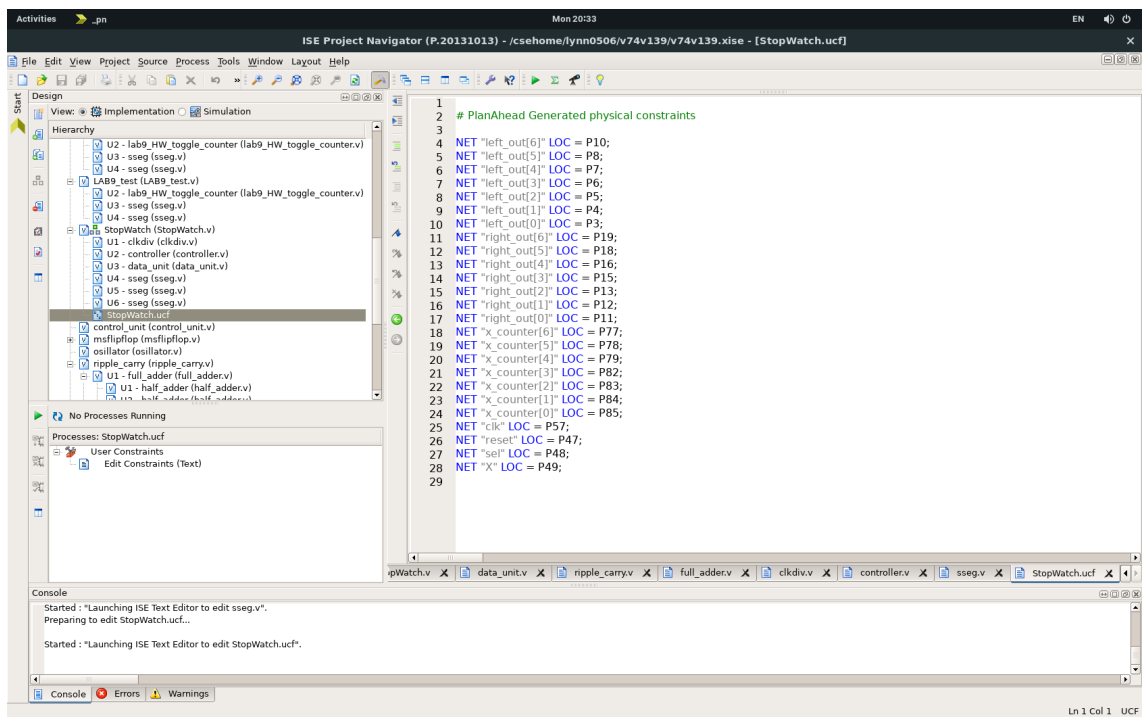 Activities _pn Mon 20:33 EN
ISE Project Navigator (P.20131013) - /csehome/lynn0506/v74v139/v74v139.xise - [StopWatch.ucf]
File Edit View Project Source Process Tools Window Layout Help
Start
Design
View: Implementation Simulation
Hierarchy
U2 - lab9_HW_toggle_counter (lab9_HW_toggle_counter.v)
U3 - sseg (sseg.v)
U4 - sseg (sseg.v)
LAB9_test (LAB9_test.v)
U2 - lab9_HW_toggle_counter (lab9_HW_toggle_counter.v)
U3 - sseg (sseg.v)
U4 - sseg (sseg.v)
StopWatch (StopWatch.v)
U1 - clkdiv (clkdiv.v)
U2 - controller (controller.v)
U3 - data_unit (data_unit.v)
U4 - sseg (sseg.v)
U5 - sseg (sseg.v)
U6 - sseg (sseg.v)
StopWatch.ucf
control_unit (control_unit.v)
msflipflop (msflipflop.v)
osillator (osillator.v)
ripple_carry (ripple_carry.v)
U1 - full_adder (full_adder.v)
U1 - half_adder (half_adder.v)
U2 - half_adder (half_adder.v)
No Processes Running
Processes: StopWatch.ucf
User Constraints
Edit Constraints (Text)
1
2 # PlanAhead Generated physical constraints
3
4 NET "left_out[6]" LOC = P10;
5 NET "left_out[5]" LOC = P8;
6 NET "left_out[4]" LOC = P7;
7 NET "left_out[3]" LOC = P6;
8 NET "left_out[2]" LOC = P5;
9 NET "left_out[1]" LOC = P4;
10 NET "left_out[0]" LOC = P3;
11 NET "right_out[6]" LOC = P19;
12 NET "right_out[5]" LOC = P18;
13 NET "right_out[4]" LOC = P16;
14 NET "right_out[3]" LOC = P15;
15 NET "right_out[2]" LOC = P13;
16 NET "right_out[1]" LOC = P12;
17 NET "right_out[0]" LOC = P11;
18 NET "x_counter[6]" LOC = P77;
19 NET "x_counter[5]" LOC = P78;
20 NET "x_counter[4]" LOC = P79;
21 NET "x_counter[3]" LOC = P82;
22 NET "x_counter[2]" LOC = P83;
23 NET "x_counter[1]" LOC = P84;
24 NET "x_counter[0]" LOC = P85;
25 NET "clk" LOC = P57;
26 NET "reset" LOC = P47;
27 NET "sel" LOC = P48;
28 NET "X" LOC = P49;
29
pWatch.v data_unit.v ripple_carry.v full_adder.v clkdiv.v controller.v sseg.v StopWatch.ucf
Console
Started : "Launching ISE Text Editor to edit sseg.v".
Preparing to edit StopWatch.ucf...
Started : "Launching ISE Text Editor to edit StopWatch.ucf".
Console Errors Warnings
Ln 1 Col 1 UCF